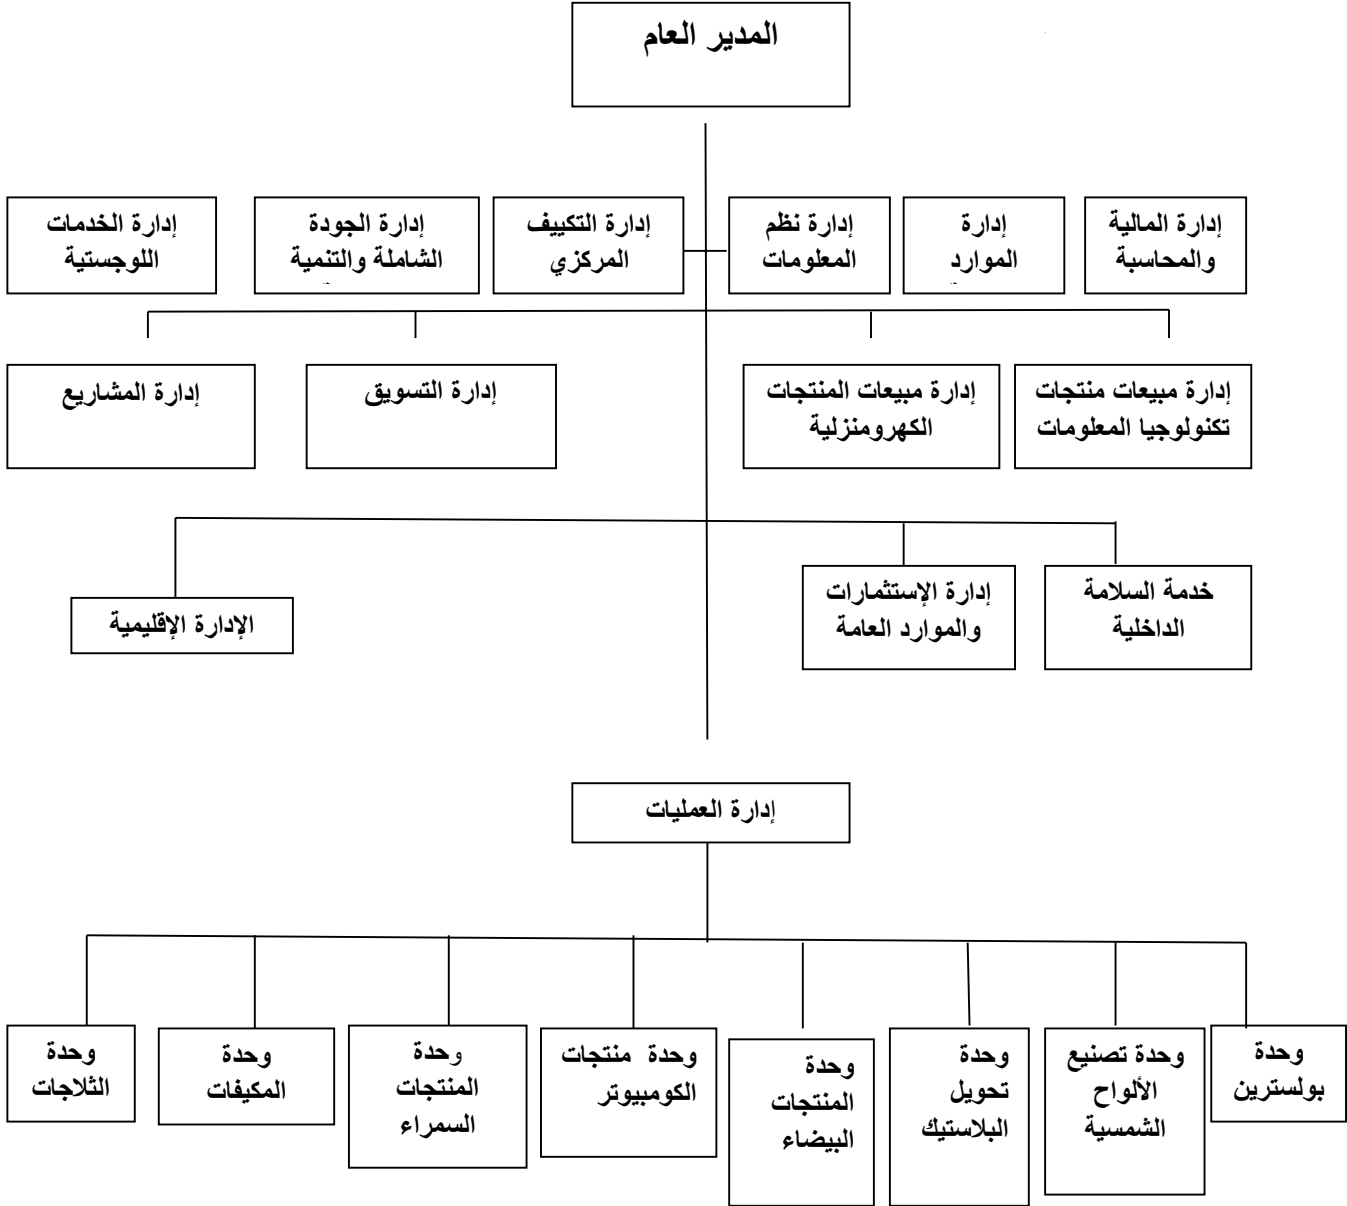 المدير العام
إدارة المالية
والمحاسبة
إدارة
الموارد
إدارة نظم
المعلومات
إدارة التكييف
المركزي
إدارة الجودة
الشاملة والتنمية
إدارة الخدمات
اللوجستية
إدارة مبيعات منتجات
تكنولوجيا المعلومات
إدارة مبيعات المنتجات
الكهرومنزلية
إدارة التسويق
إدارة المشاريع
خدمة السلامة
الداخلية
إدارة الإستثمارات
والموارد العامة
الإدارة الإقليمية
إدارة العمليات
وحدة
بولسترين
وحدة تصنيع
الألواح
الشمسية
وحدة
تحويل
البلاستيك
وحدة
المنتجات
البيضاء
وحدة منتجات
الكومبيوتر
وحدة
المنتجات
السمراء
وحدة
المكيفات
وحدة
الثلاجات